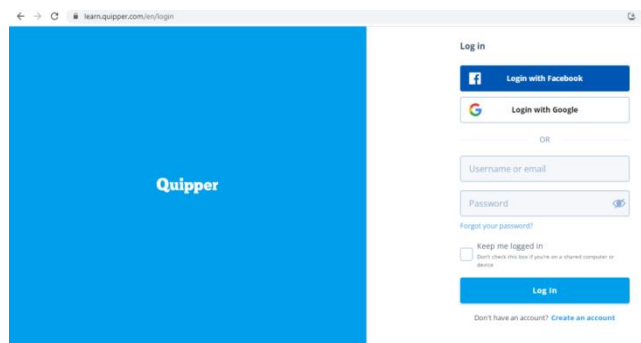 learn.quipper.com/en/login
Log in
Login with Facebook
Login with Google
OR
Quipper
Username or email
Password
Forgot your password?
Keep me logged in
Don't check this box if you're on a shared computer or
device
Log In
Don't have an account? Create an account